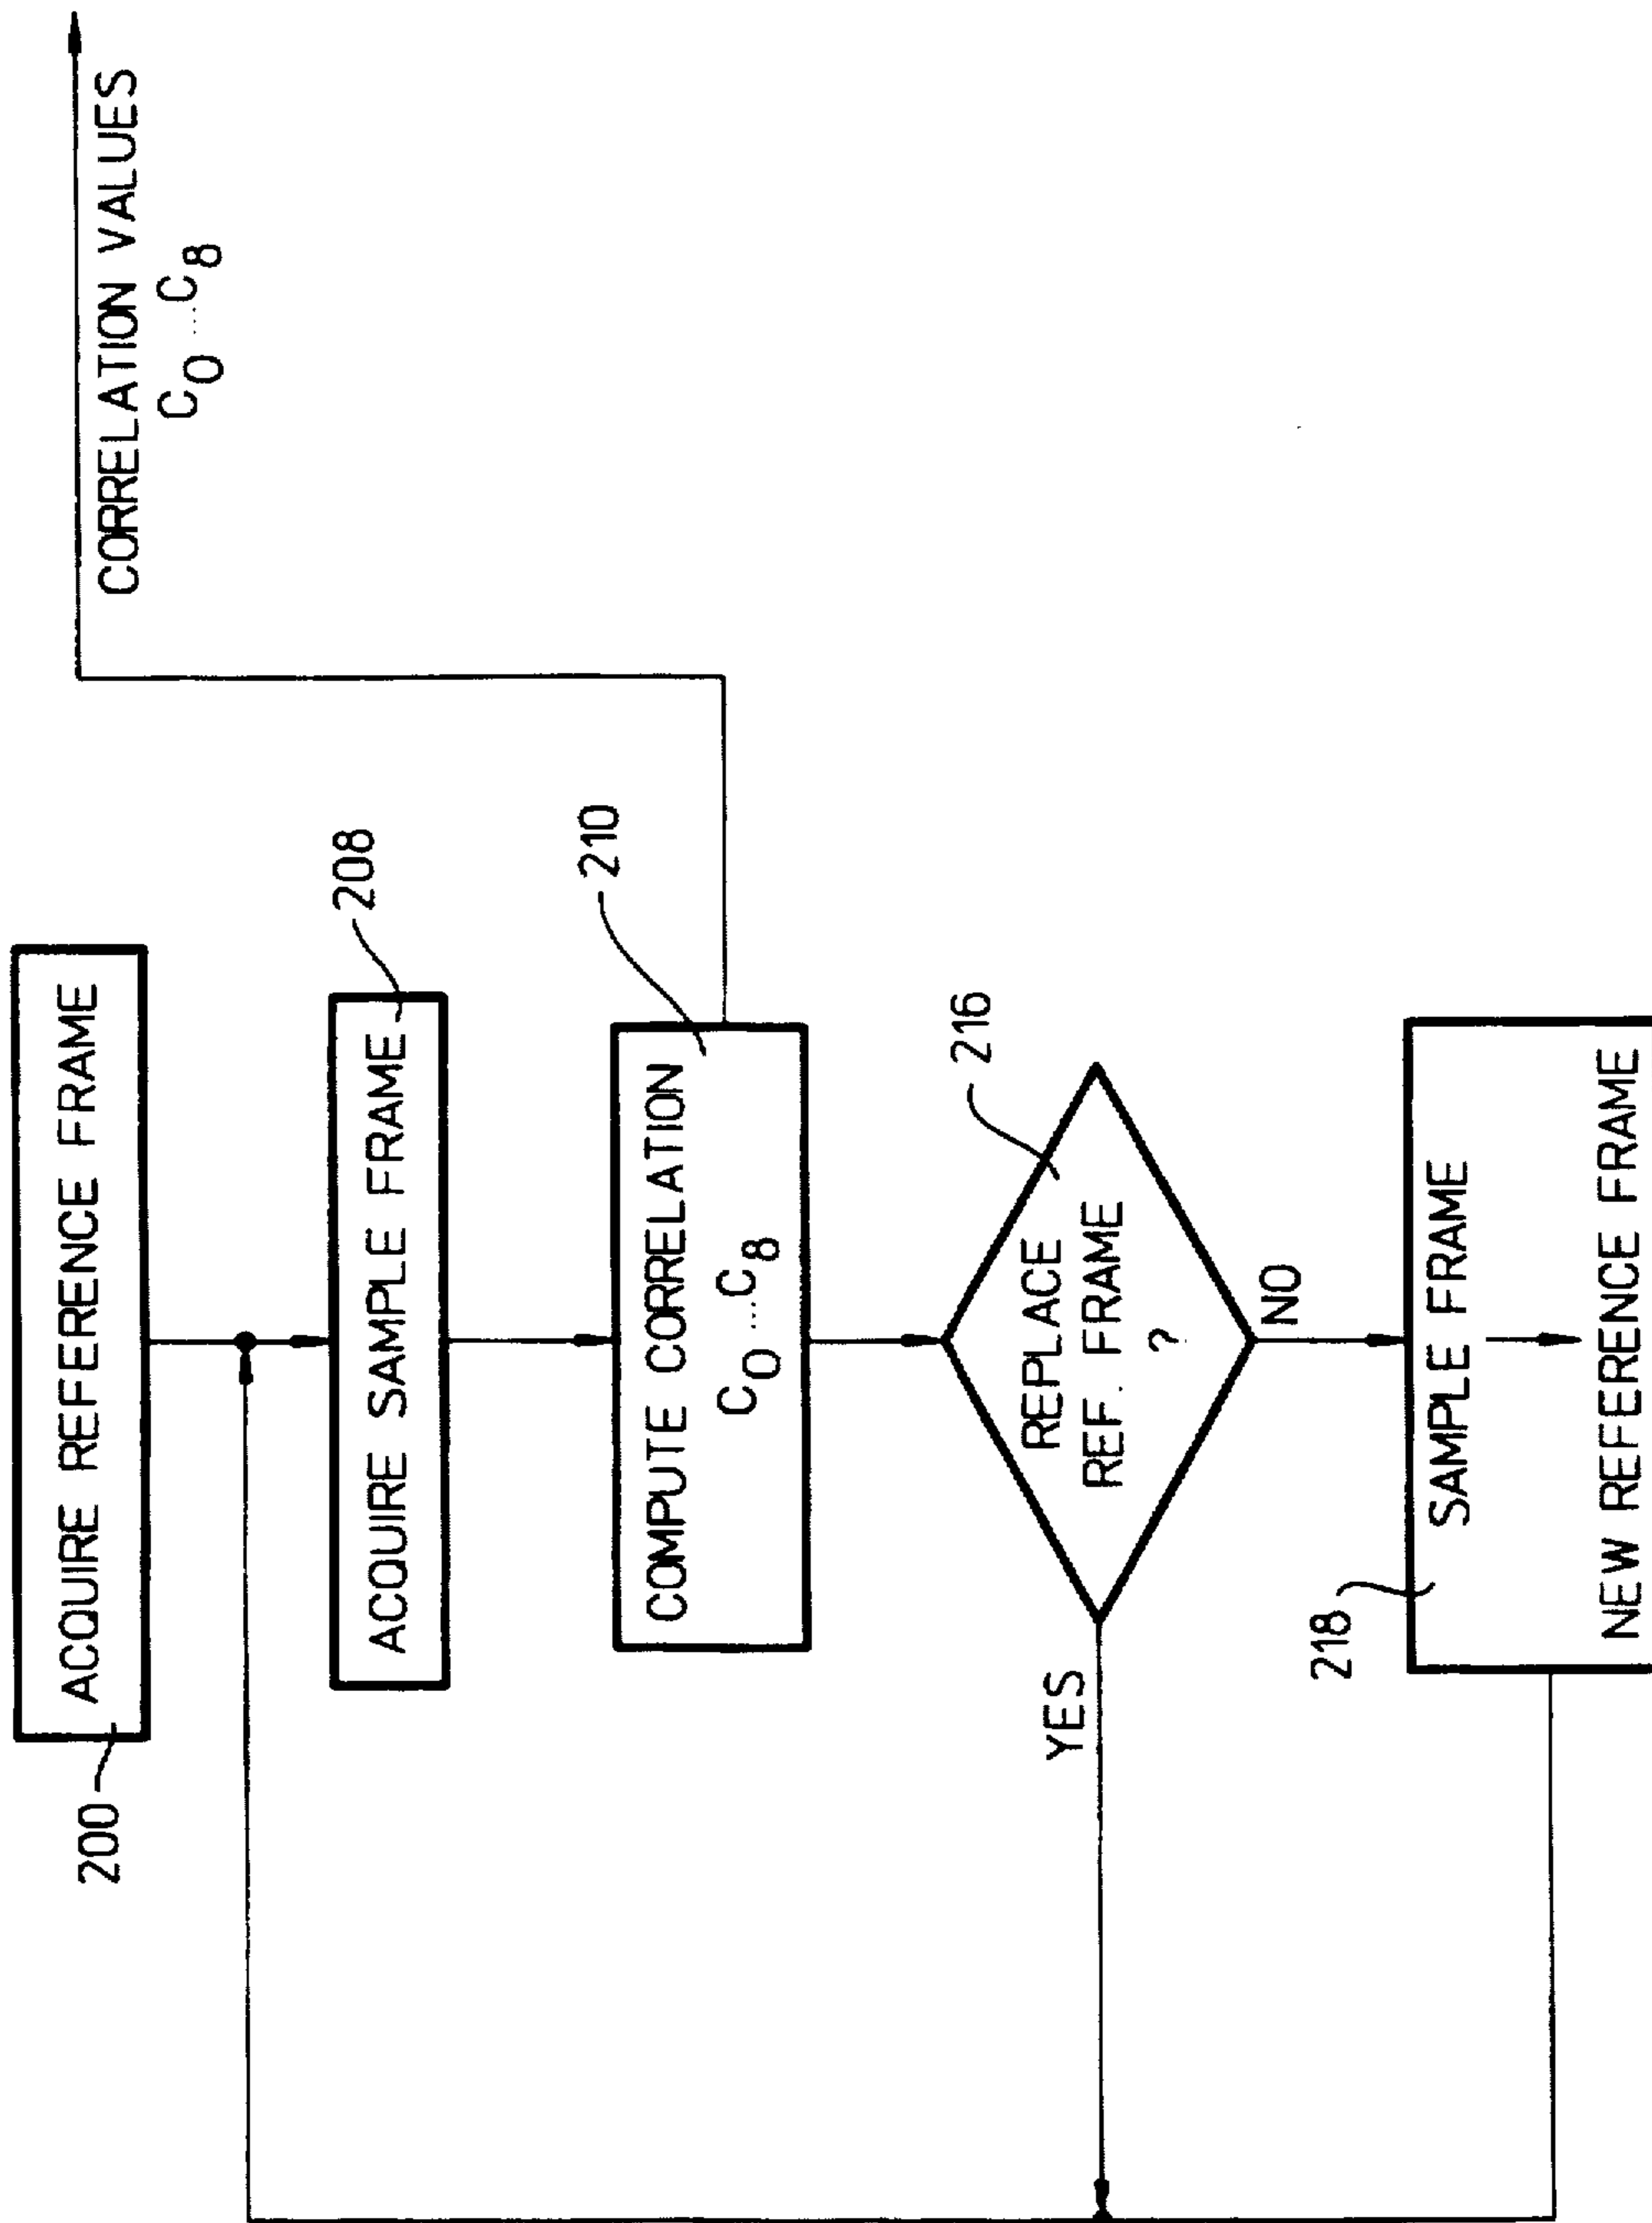 200
ACQUIRE REFERENCE FRAME
ACQUIRE SAMPLE FRAME
208
COMPUTE CORRELATION
C0...C8
210
CORRELATION VALUES
C0...C8
REPLACE
REF. FRAME
?
216
YES
NO
218
SAMPLE FRAME
NEW REFERENCE FRAME